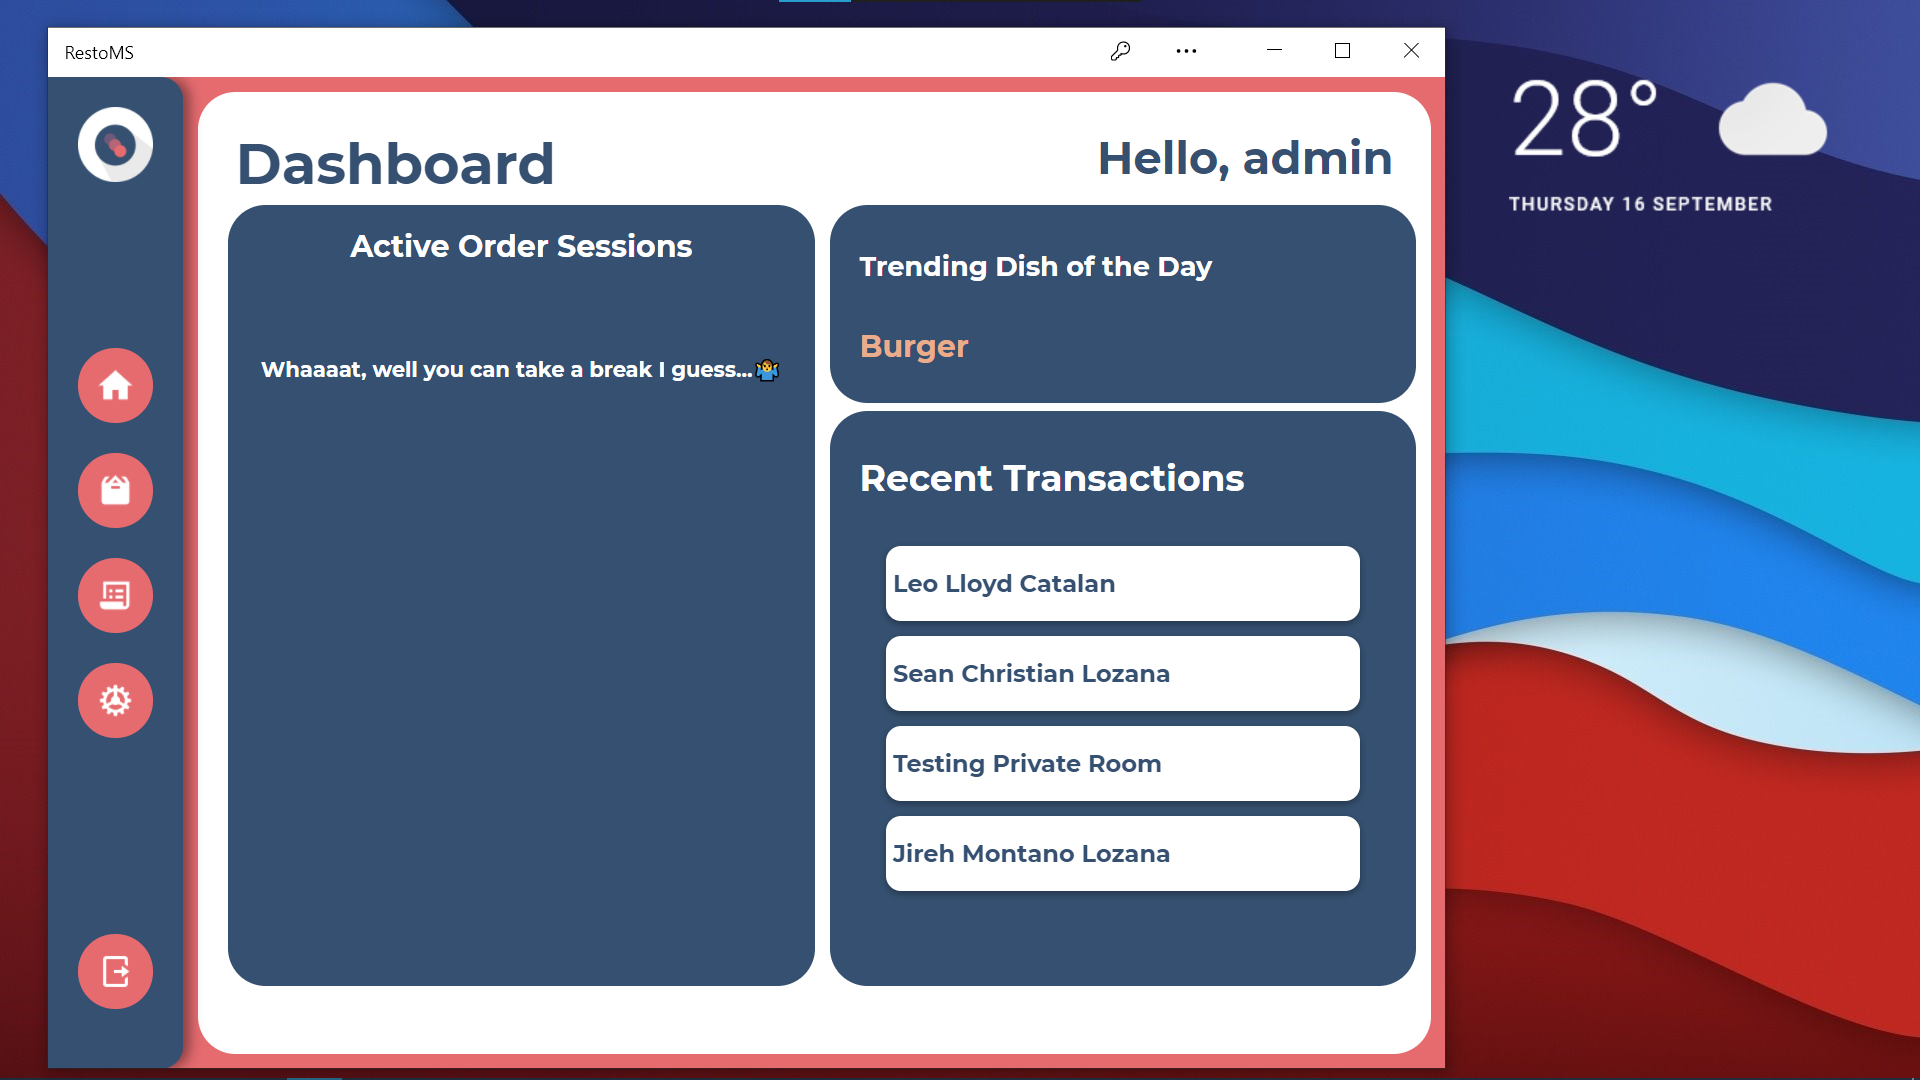 RestoMS
Dashboard
Hello, admin
Active Order Sessions
Whaaaat, well you can take a break I guess...🤷‍♂️
Trending Dish of the Day
Burger
Recent Transactions
Leo Lloyd Catalan
Sean Christian Lozana
Testing Private Room
Jireh Montano Lozana
28°
THURSDAY 16 SEPTEMBER